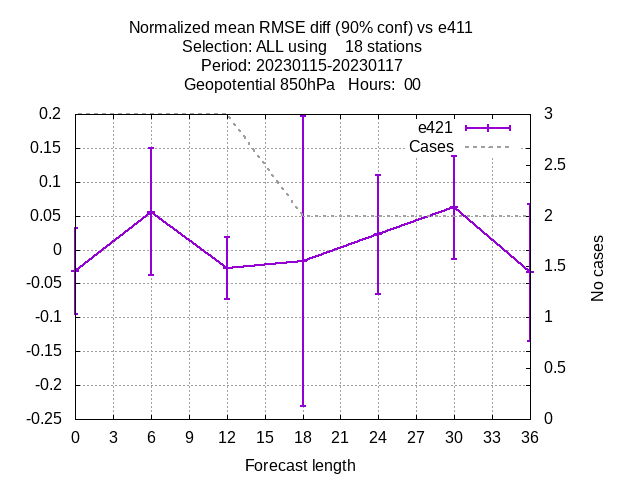 Normalized mean RMSE diff (90% conf) vs e411
Selection: ALL using    18 stations
Period: 20230115-20230117
Geopotential 850hPa   Hours:  00
e421
Cases
0.2
0.15
0.1
0.05
0
-0.05
-0.1
-0.15
-0.2
-0.25
3
2.5
2
1.5
1
0.5
0
No cases
0 3 6 9 12 15 18 21 24 27 30 33 36
Forecast length